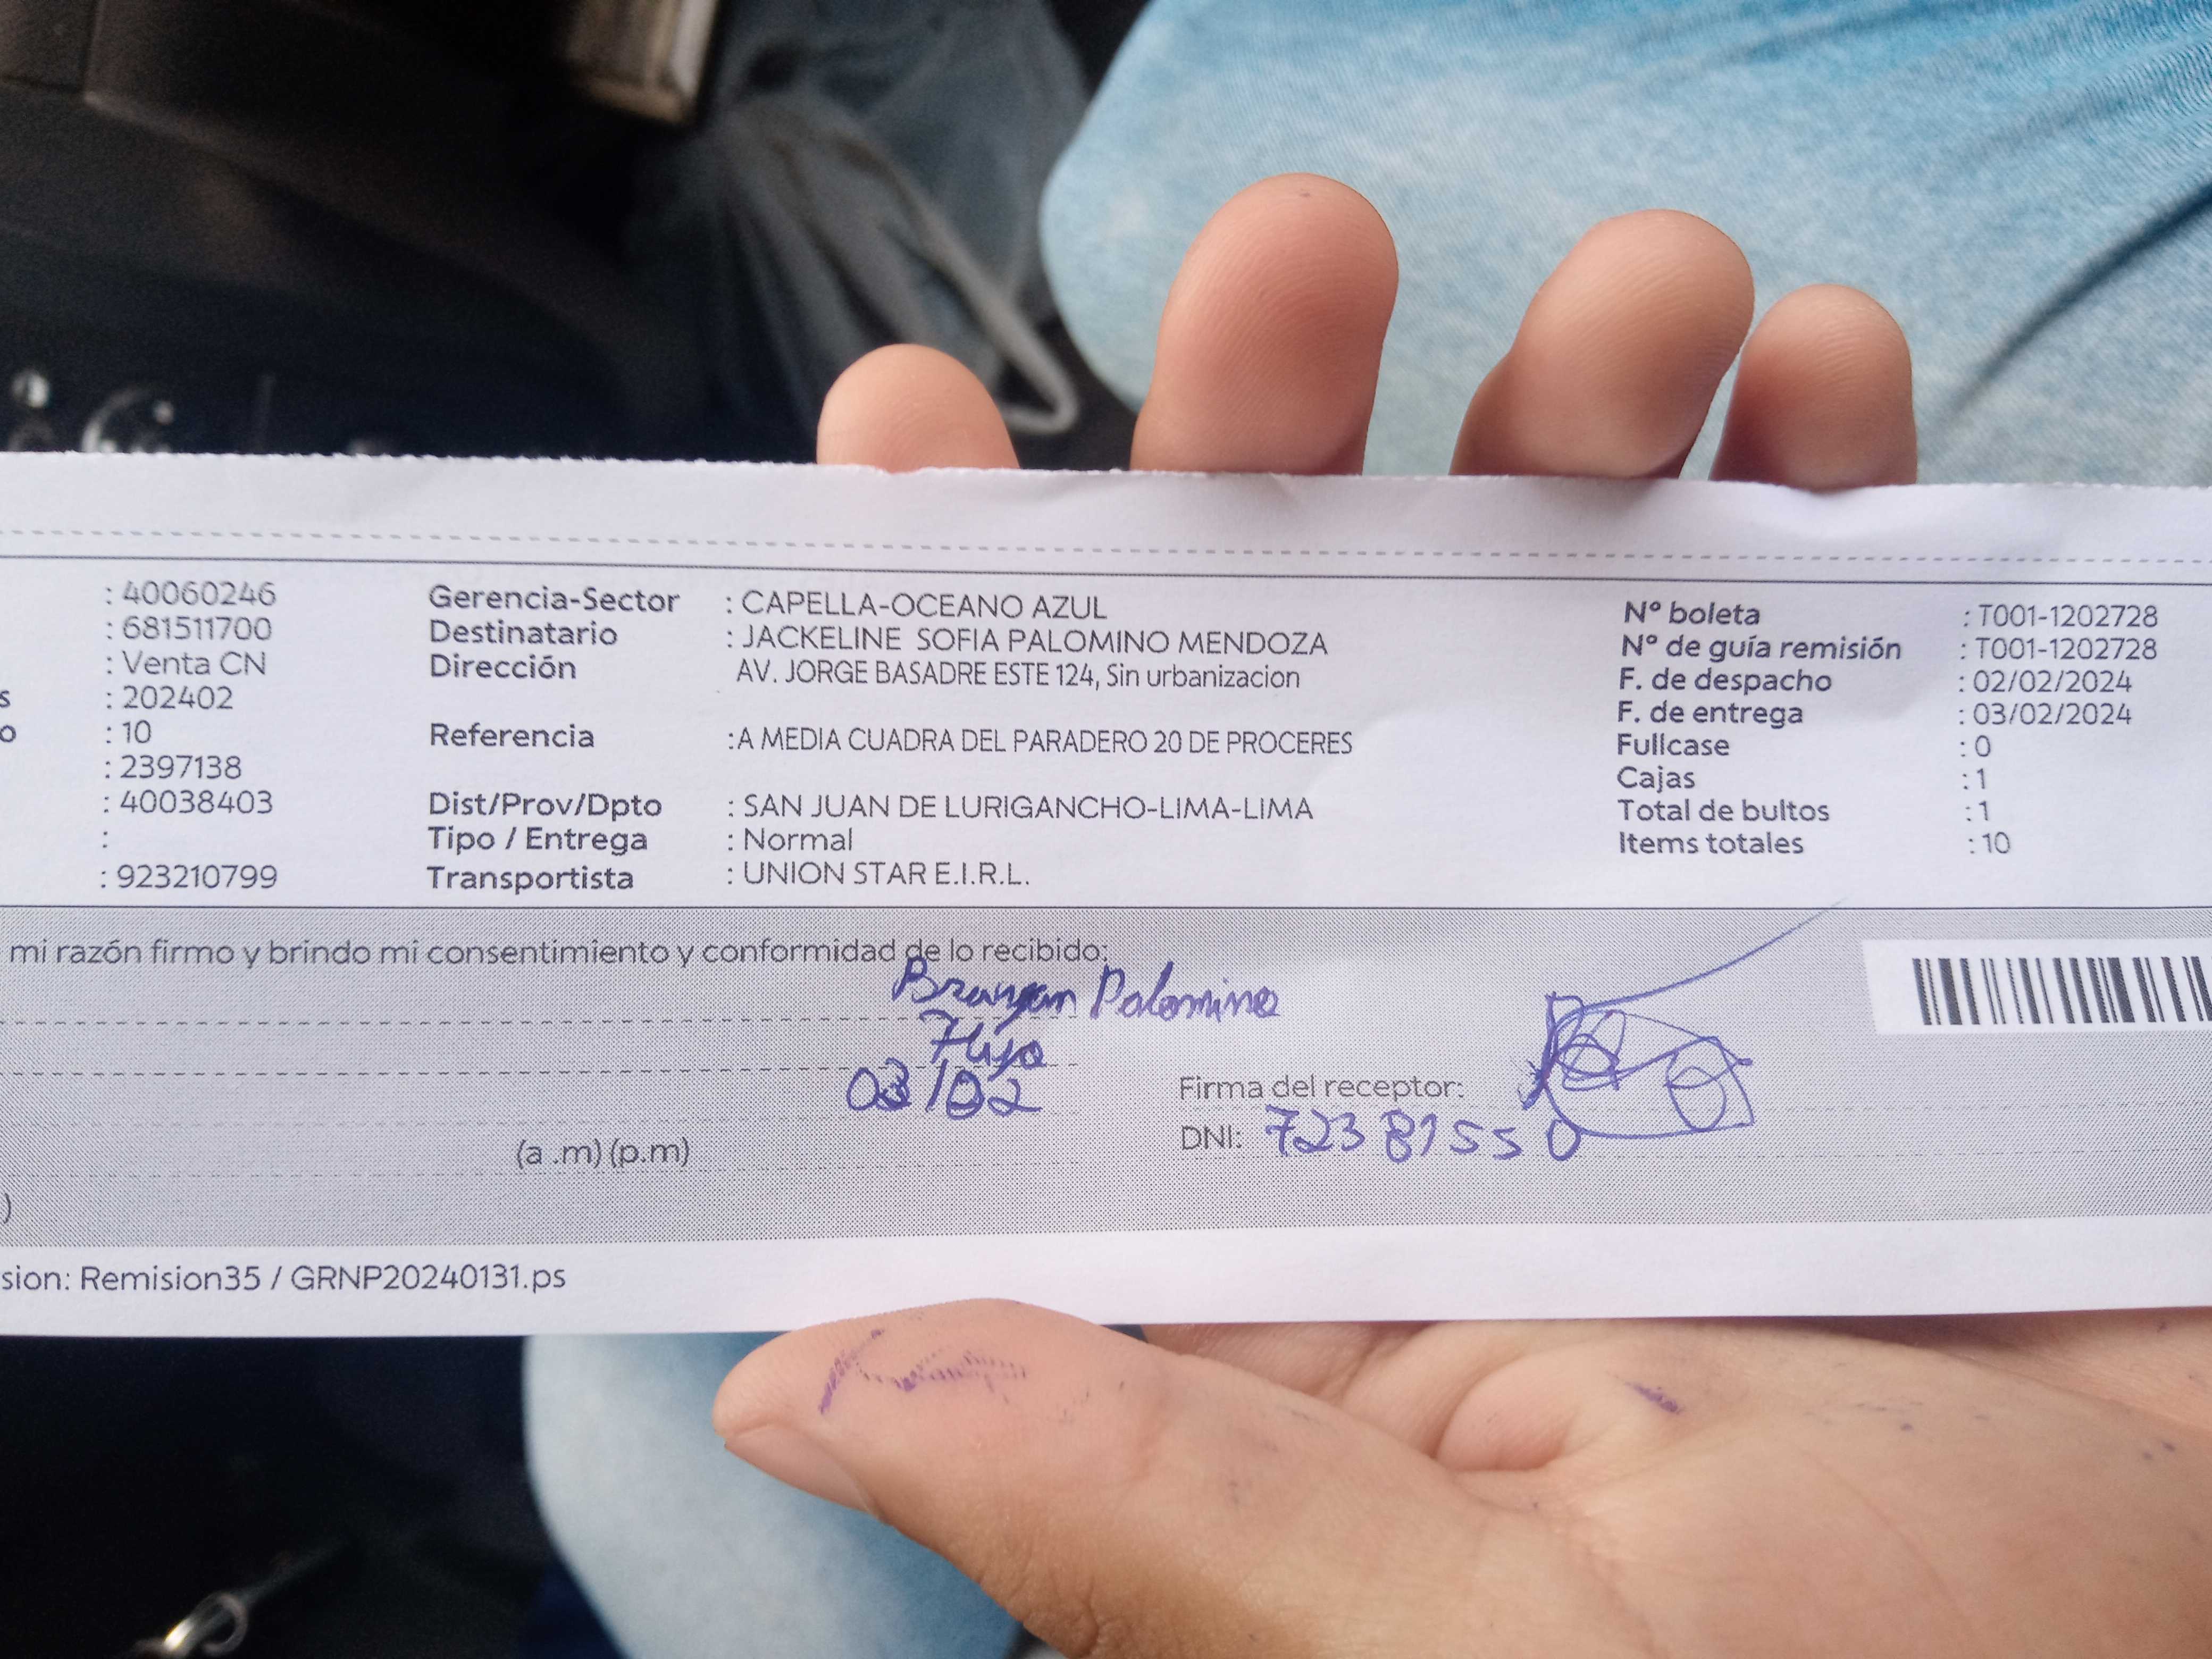 : 40060246 Gerencia-Sector : CAPELLA-OCEANO AZUL Nº boleta : T001-1202728
: 681511700 Destinatario : JACKELINE SOFIA PALOMINO MENDOZA Nº de guía remisión : T001-1202728
: Venta CN Dirección AV. JORGE BASADRE ESTE 124, Sin urbanizacion F. de despacho : 02/02/2024
s : 202402 F. de entrega : 03/02/2024
o : 10 Referencia :A MEDIA CUADRA DEL PARADERO 20 DE PROCERES Fullcase : 0
: 2397138 Cajas : 1
: 40038403 Dist/Prov/Dpto : SAN JUAN DE LURIGANCHO-LIMA-LIMA Total de bultos : 1
: Tipo / Entrega : Normal Items totales : 10
: 923210799 Transportista : UNION STAR E.I.R.L.
mi razón firmo y brindo mi consentimiento y conformidad de lo recibido:
Palomino
Hijo
03/02
Firma del receptor:
(a .m) (p.m) DNI: 72381550
)
sion: Remision35 / GRNP20240131.ps